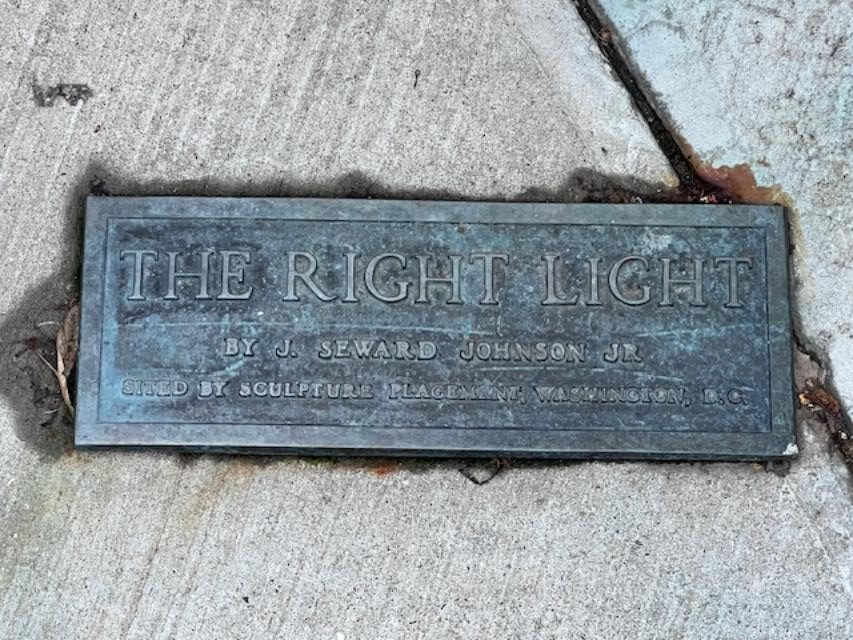 THE RIGHT LIGHT
BY J. SEWARD JOHNSON JR.
SITED BY SCULPTURE PLACEMENT, WASHINGTON, D.C.